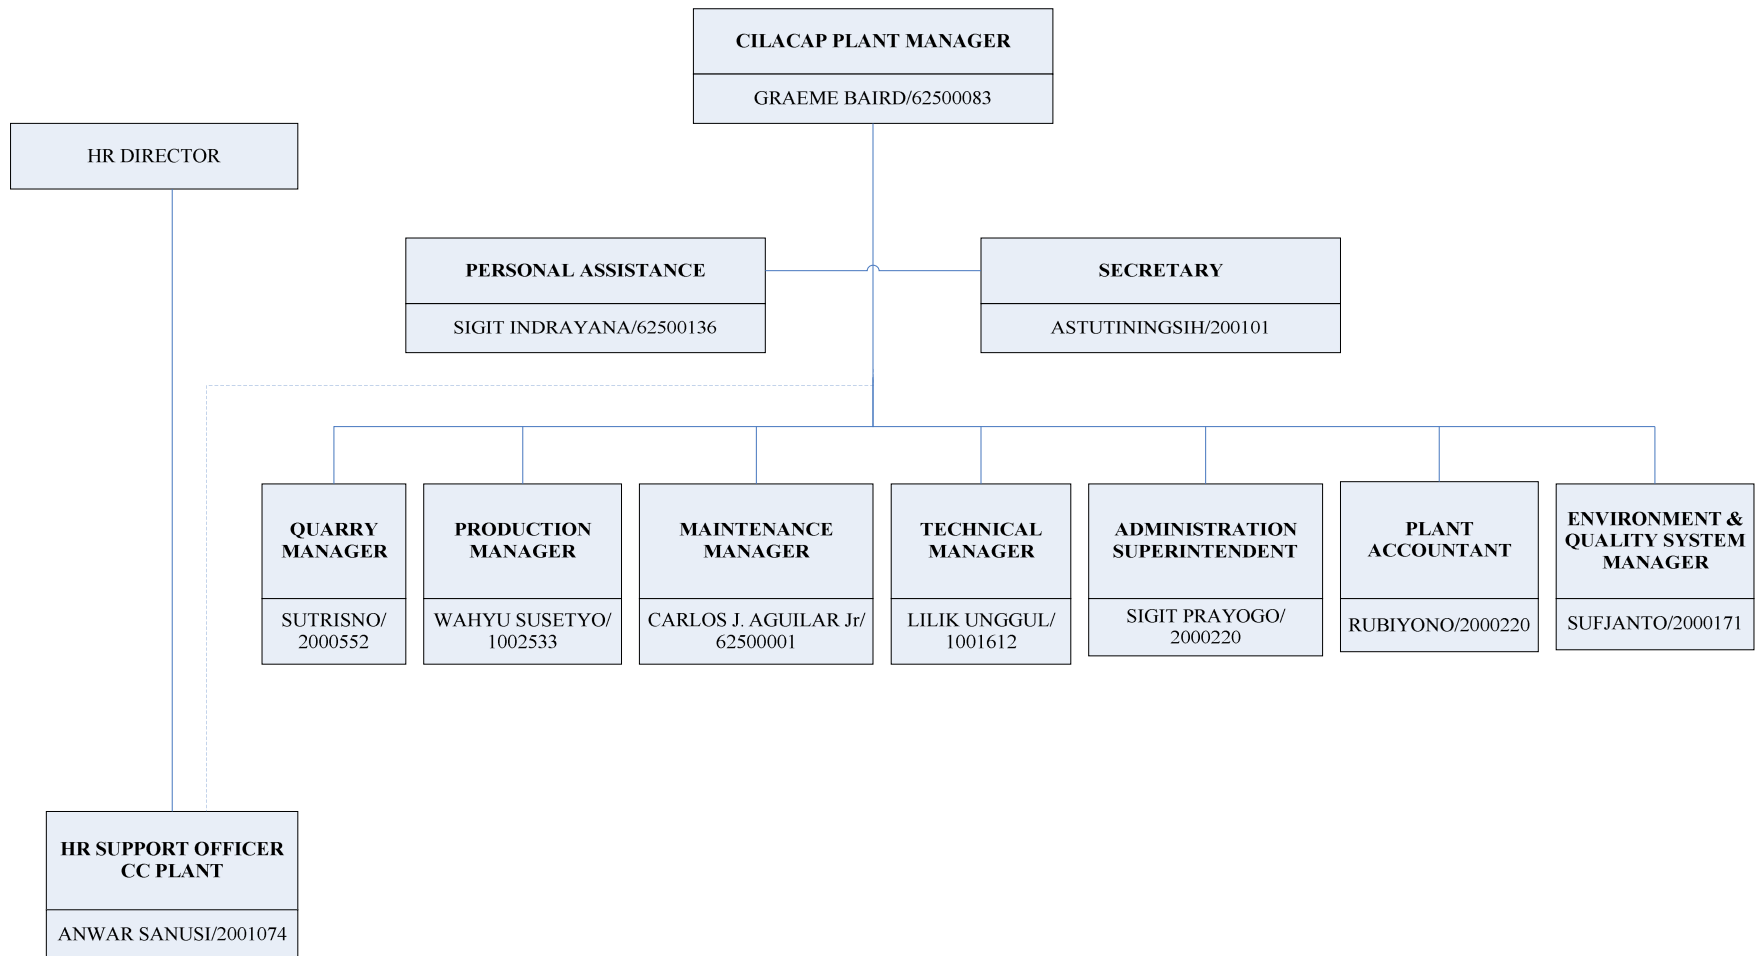 CILACAP PLANT MANAGER
GRAEME BAIRD/62500083
HR DIRECTOR
PERSONAL ASSISTANCE
SIGIT INDRAYANA/62500136
SECRETARY
ASTUTININGSIH/200101
QUARRY
MANAGER
SUTRISNO/
2000552
PRODUCTION
MANAGER
WAHYU SUSETYO/
1002533
MAINTENANCE
MANAGER
CARLOS J. AGUILAR Jr/
62500001
TECHNICAL
MANAGER
LILIK UNGGUL/
1001612
ADMINISTRATION
SUPERINTENDENT
SIGIT PRAYOGO/
2000220
PLANT
ACCOUNTANT
RUBIYONO/2000220
ENVIRONMENT &
QUALITY SYSTEM
MANAGER
SUFJANTO/2000171
HR SUPPORT OFFICER
CC PLANT
ANWAR SANUSI/2001074